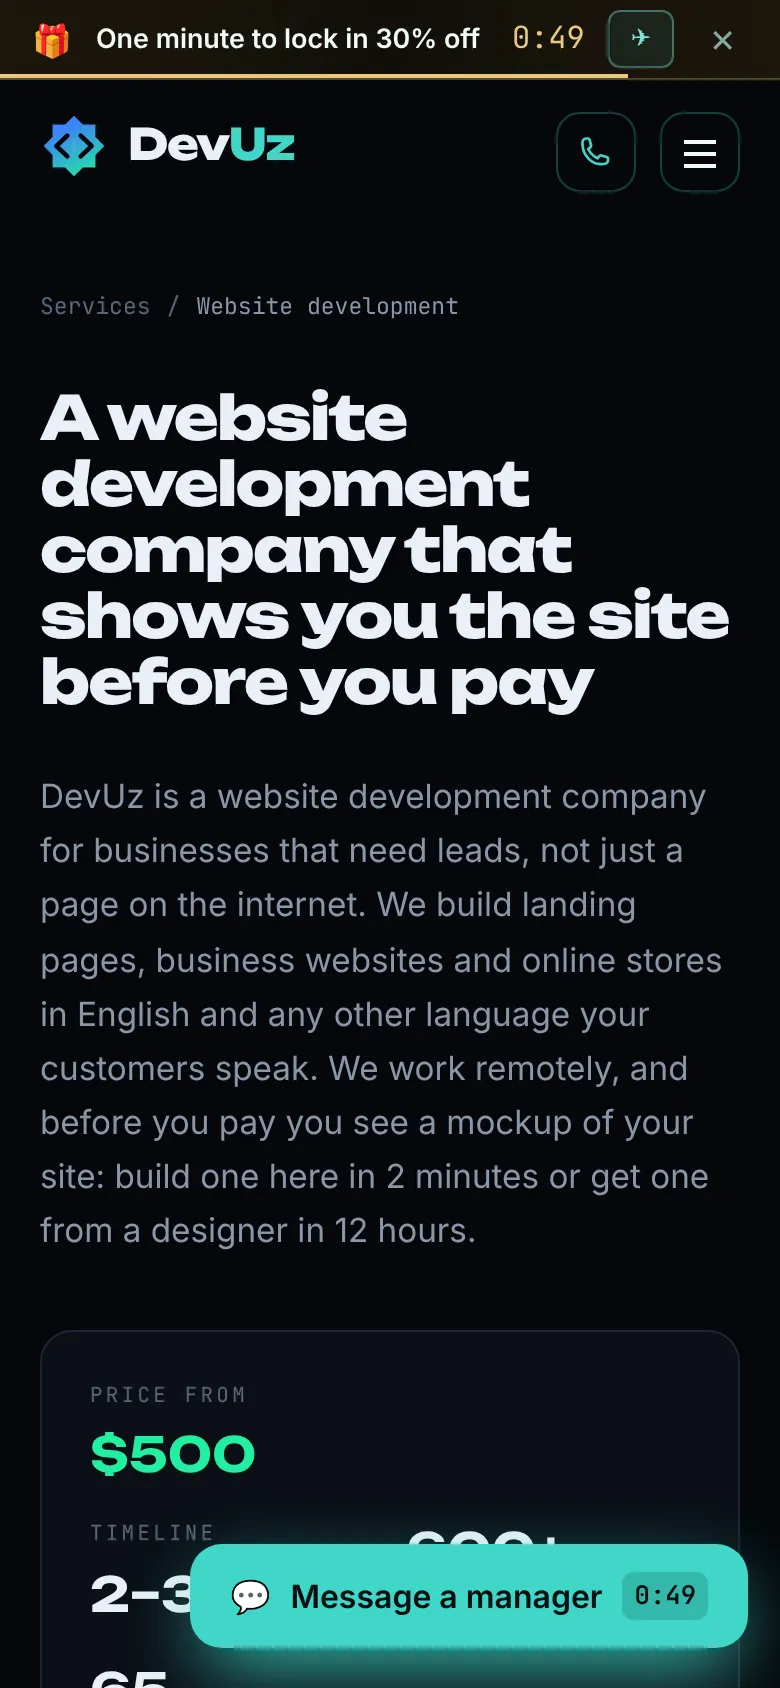 One minute to lock in 30% off 0:49
DevUz
Services / Website development
A website
development
company that
shows you the site
before you pay
DevUz is a website development company
for businesses that need leads, not just a
page on the internet. We build landing
pages, business websites and online stores
in English and any other language your
customers speak. We work remotely, and
before you pay you see a mockup of your
site: build one here in 2 minutes or get one
from a designer in 12 hours.
PRICE FROM
$500
TIMELINE
Message a manager 0:49